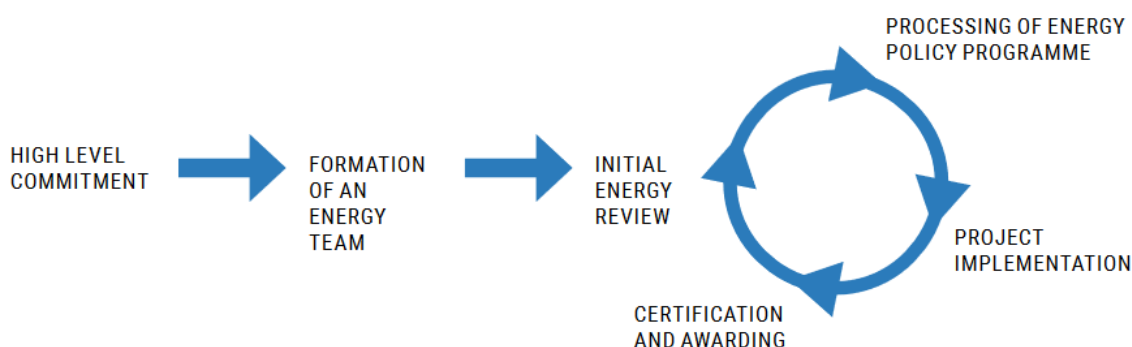 HIGH LEVEL
COMMITMENT
FORMATION
OF AN
ENERGY
TEAM
INITIAL
ENERGY
REVIEW
PROCESSING OF ENERGY
POLICY PROGRAMME
PROJECT
IMPLEMENTATION
CERTIFICATION
AND AWARDING